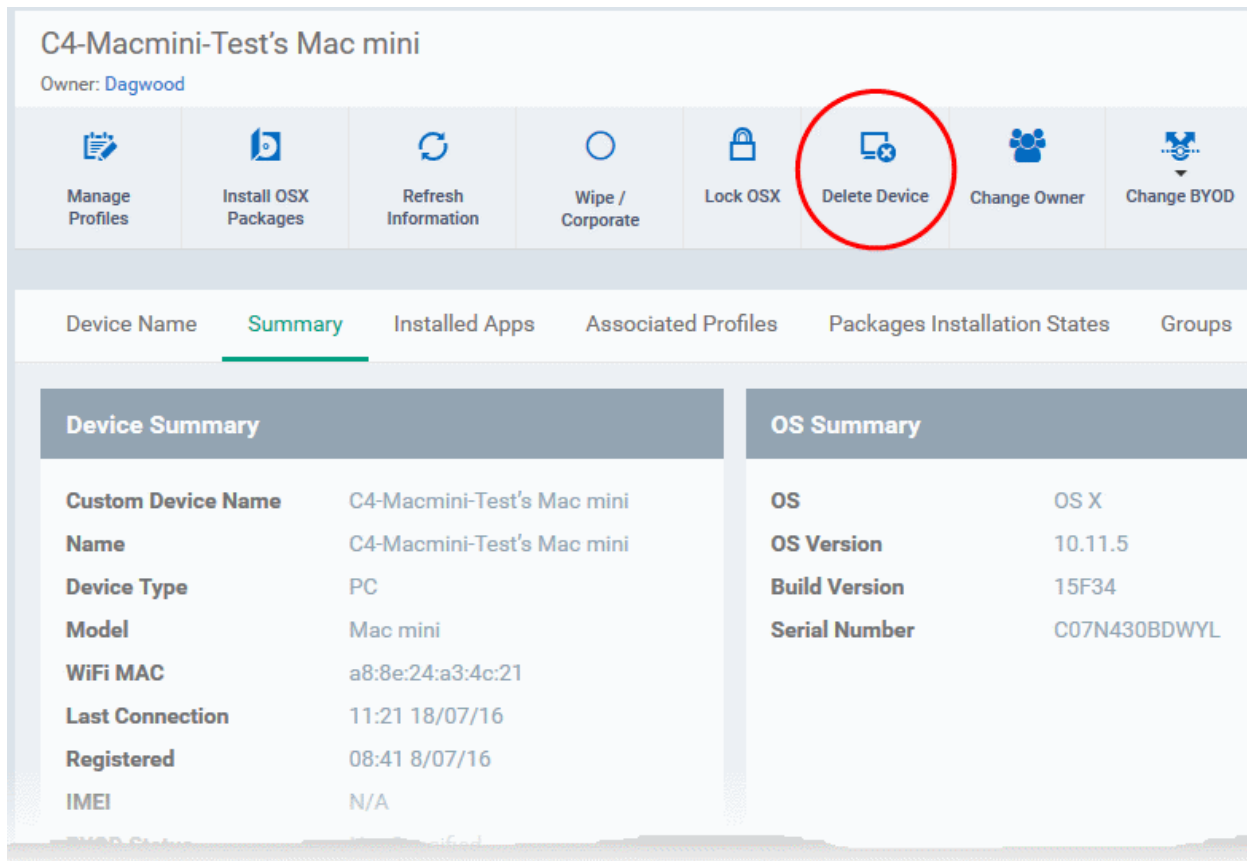 C4-Macmini-Test's Mac mini
Owner: Dagwood
Manage Profiles
Install OSX Packages
Refresh Information
Wipe / Corporate
Lock OSX
Delete Device
Change Owner
Change BYOD
Device Name
Summary
Installed Apps
Associated Profiles
Packages Installation States
Groups
Device Summary
Custom Device Name C4-Macmini-Test's Mac mini
Name C4-Macmini-Test's Mac mini
Device Type PC
Model Mac mini
WiFi MAC a8:8e:24:a3:4c:21
Last Connection 11:21 18/07/16
Registered 08:41 8/07/16
IMEI N/A
OS Summary
OS OS X
OS Version 10.11.5
Build Version 15F34
Serial Number C07N430BDWYL